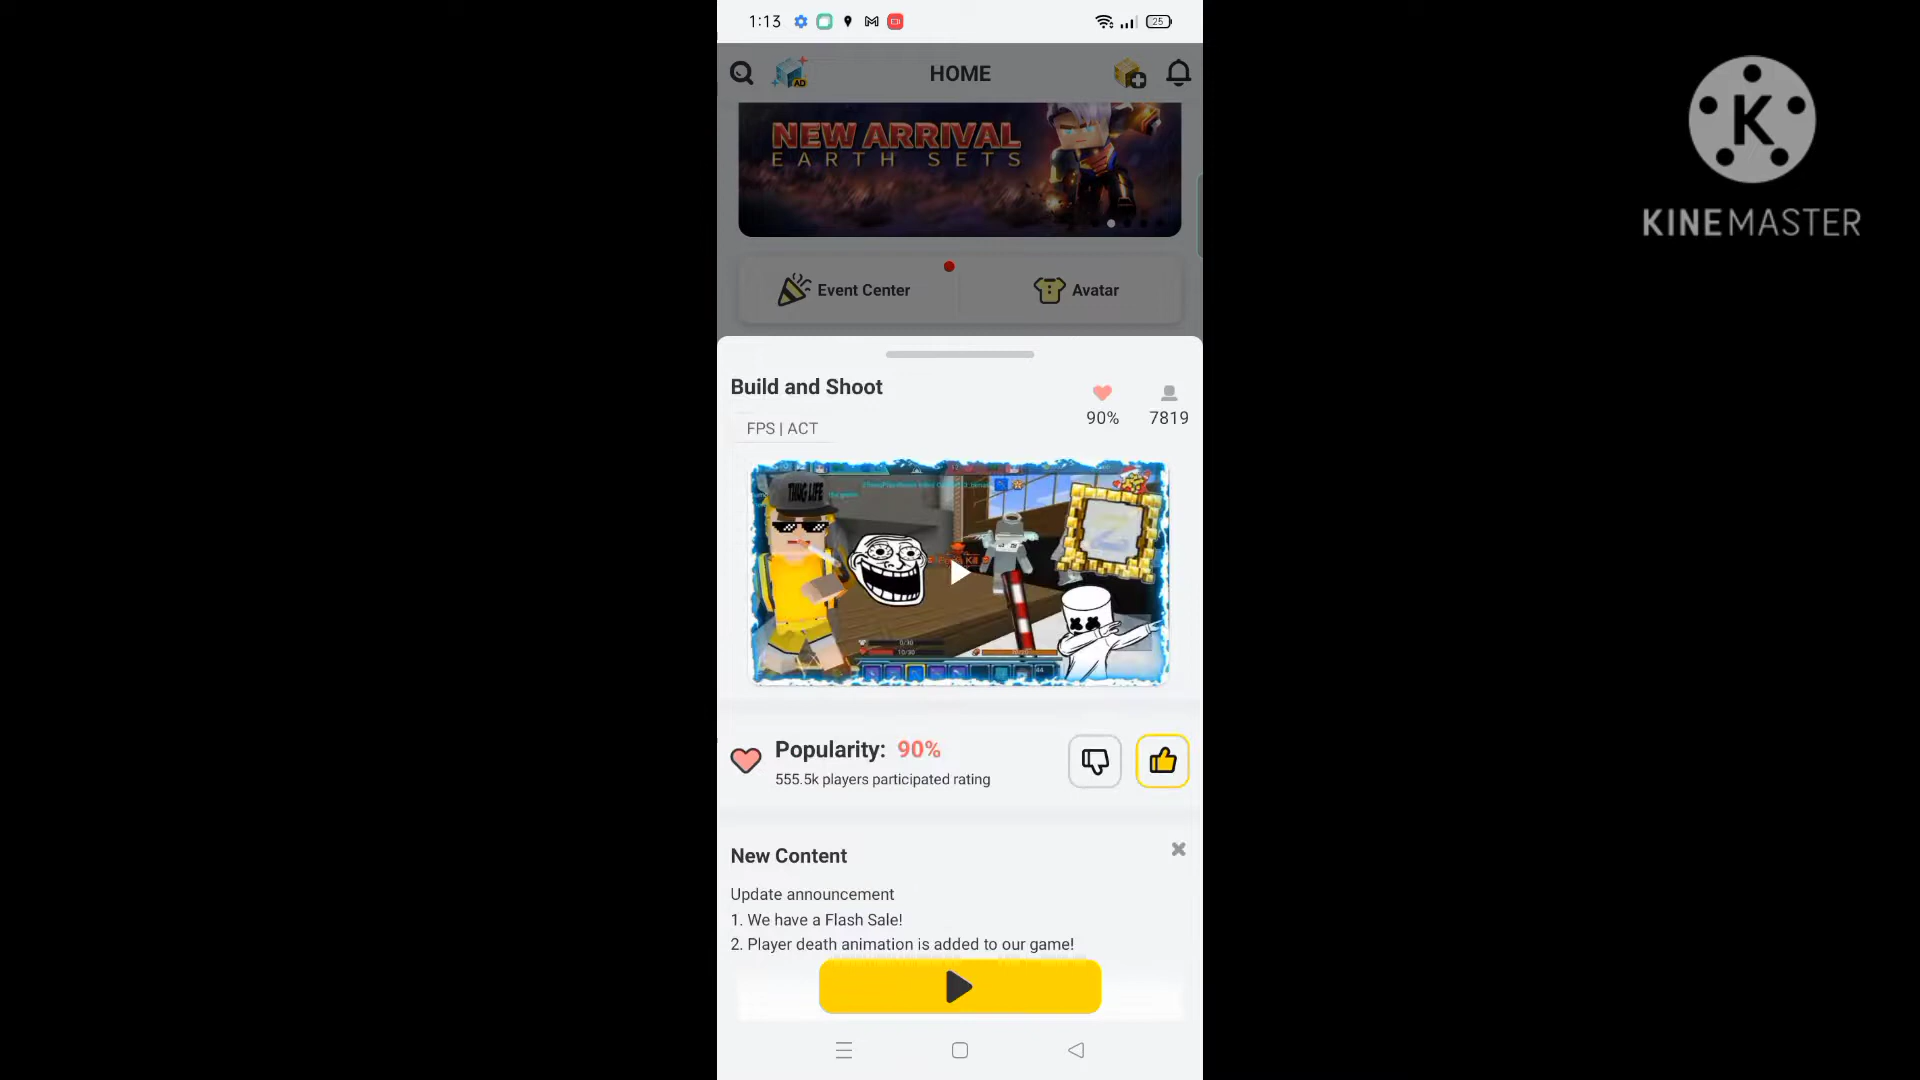 1:13
25
HOME
AD
NEW ARRIVAL
EARTH SETS
Event Center
Avatar
Build and Shoot
90%
7819
FPS | ACT
THUG LIFE
Popularity: 90%
555.5k players participated rating
New Content
Update announcement
1. We have a Flash Sale!
2. Player death animation is added to our game!
K
KINEMASTER